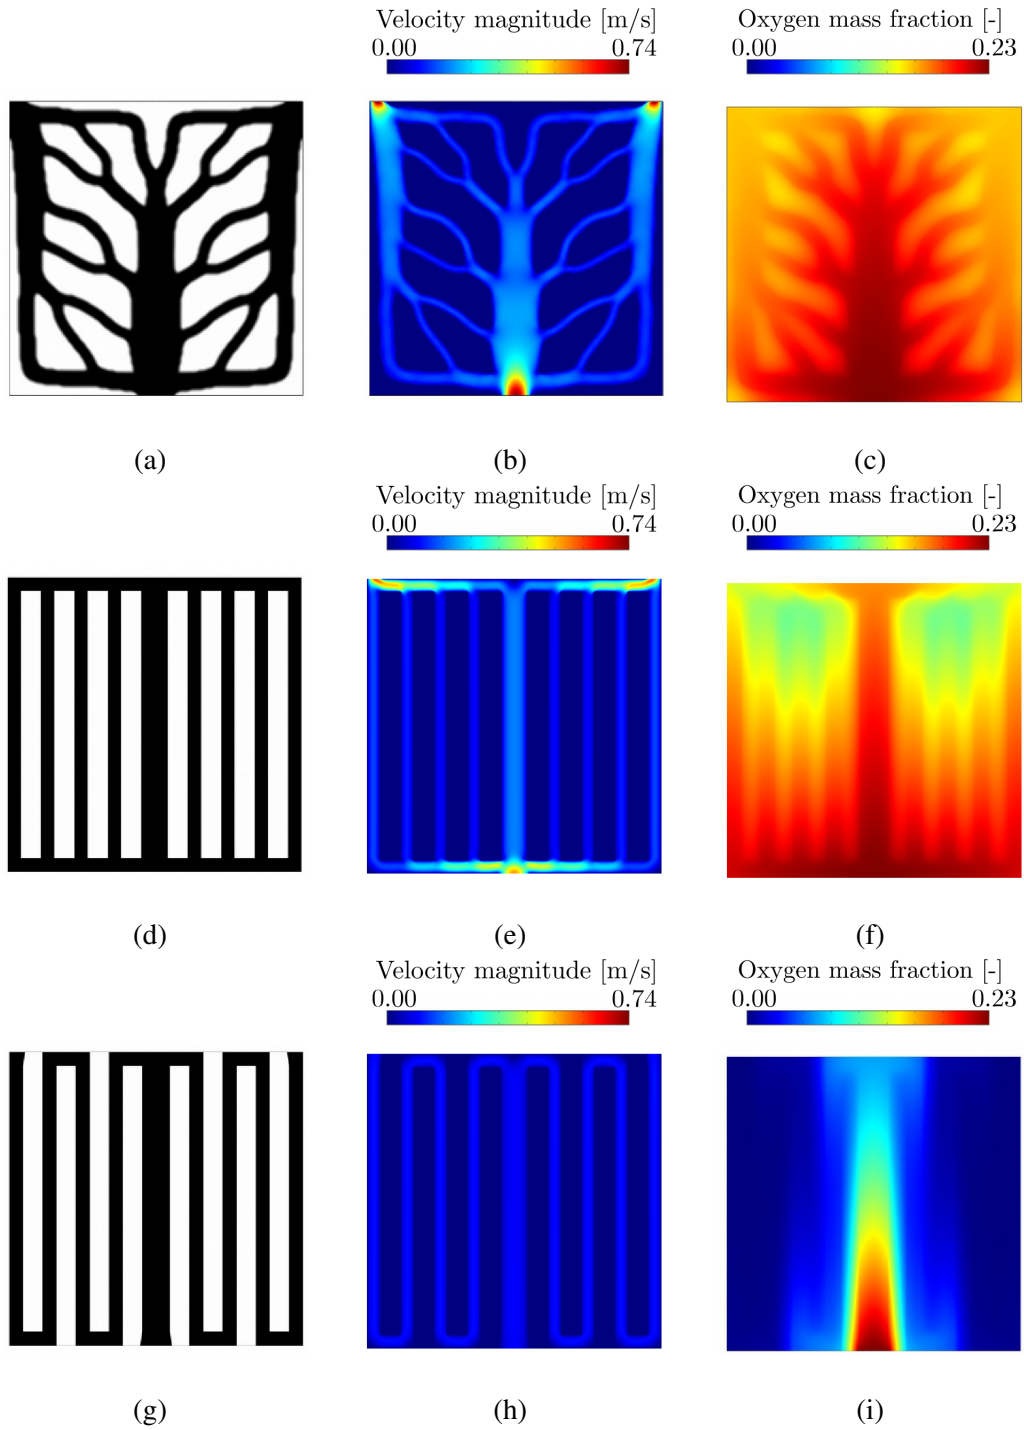 Velocity magnitude [m/s]
0.00 0.74
Oxygen mass fraction [-]
0.00 0.23
(a) (b) (c)
Velocity magnitude [m/s]
0.00 0.74
Oxygen mass fraction [-]
0.00 0.23
(d) (e) (f)
Velocity magnitude [m/s]
0.00 0.74
Oxygen mass fraction [-]
0.00 0.23
(g) (h) (i)